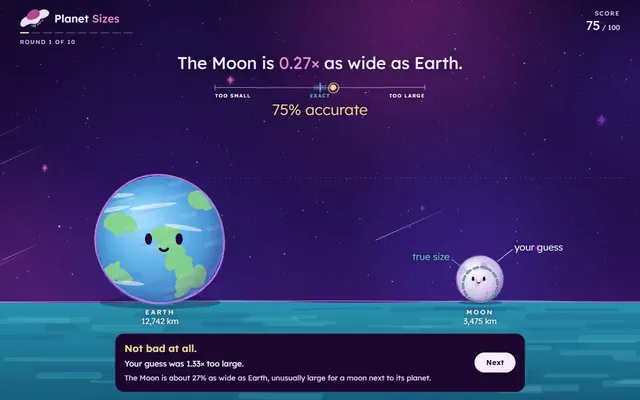 Planet Sizes
ROUND 1 OF 10
SCORE
75 / 100
The Moon is 0.27× as wide as Earth.
TOO SMALL
EXACT
TOO LARGE
75% accurate
true size
your guess
EARTH
12,742 km
MOON
3,475 km
Not bad at all.
Your guess was 1.33× too large.
The Moon is about 27% as wide as Earth, unusually large for a moon next to its planet.
Next